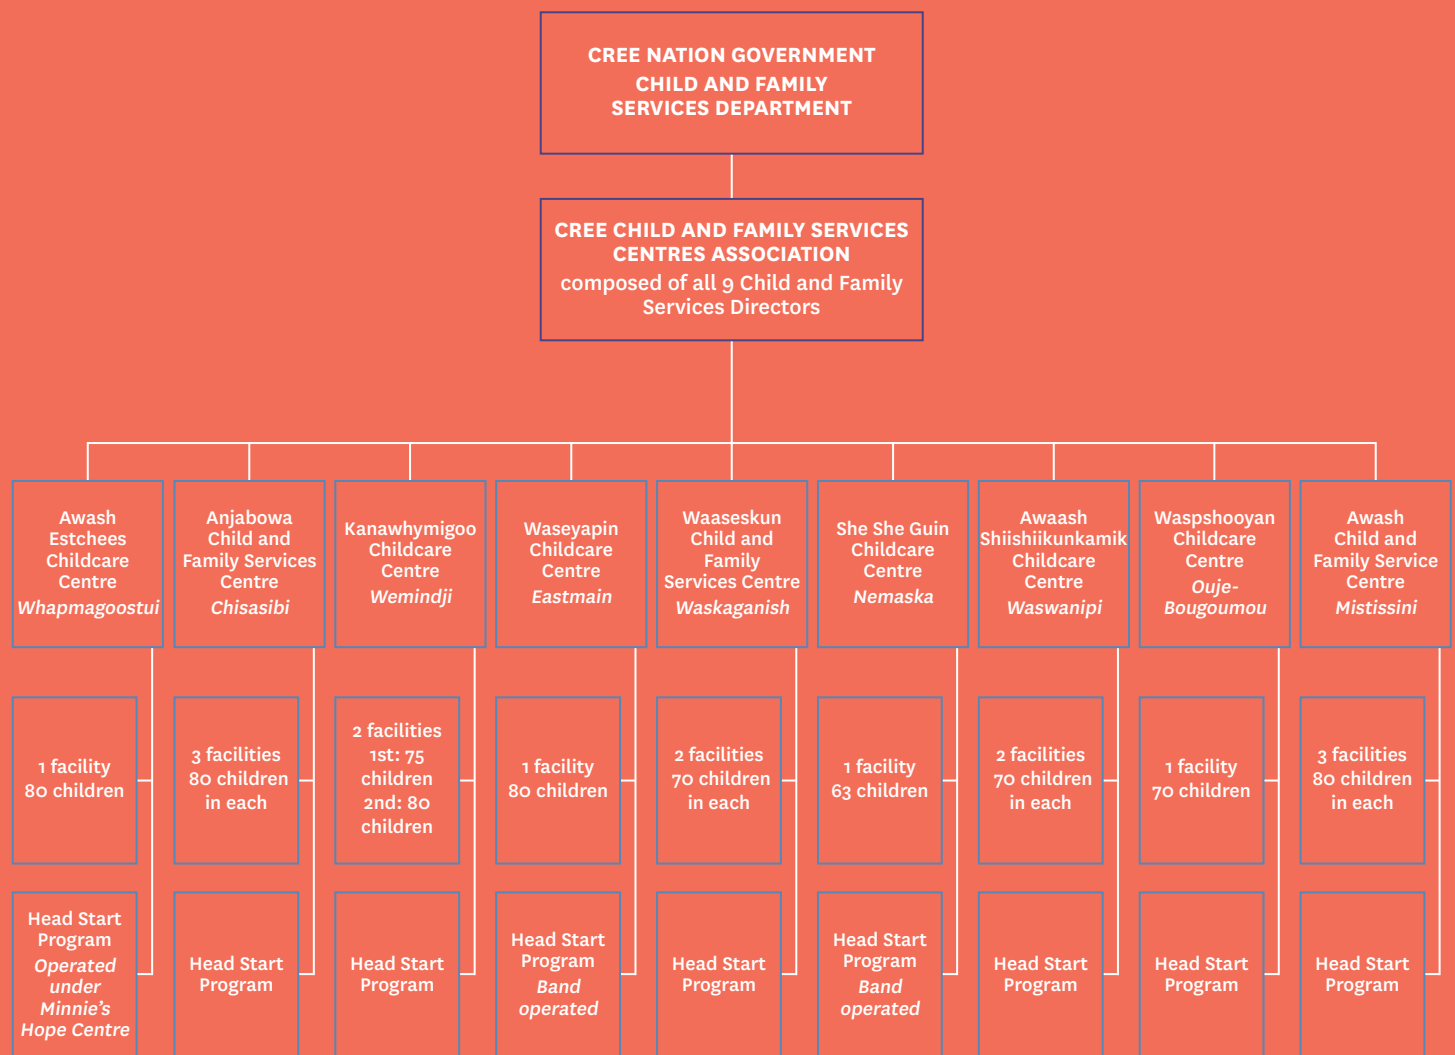 CREE NATION GOVERNMENT
CHILD AND FAMILY
SERVICES DEPARTMENT
CREE CHILD AND FAMILY SERVICES
CENTRES ASSOCIATION
composed of all 9 Child and Family
Services Directors
Awash
Estchees
Childcare
Centre
Whapmagoostui
Anjabowa
Child and
Family Services
Centre
Chisasibi
Kanawhymigoo
Childcare
Centre
Wemindji
Waseyapin
Childcare
Centre
Eastmain
Waaseskun
Child and
Family
Services Centre
Waskaganish
She She Guin
Childcare
Centre
Nemaska
Awaash
Shiishiikunkamik
Childcare
Centre
Waswanipi
Waspshooyan
Childcare
Centre
Ouje-
Bougoumou
Awash
Child and
Family Service
Centre
Mistissini
1 facility
80 children
3 facilities
80 children
in each
2 facilities
1st: 75
children
2nd: 80
children
1 facility
80 children
2 facilities
70 children
in each
1 facility
63 children
2 facilities
70 children
in each
1 facility
70 children
3 facilities
80 children
in each
Head Start
Program
Operated
under
Minnie's
Hope Centre
Head Start
Program
Head Start
Program
Head Start
Program
Band
operated
Head Start
Program
Head Start
Program
Band
operated
Head Start
Program
Head Start
Program
Head Start
Program